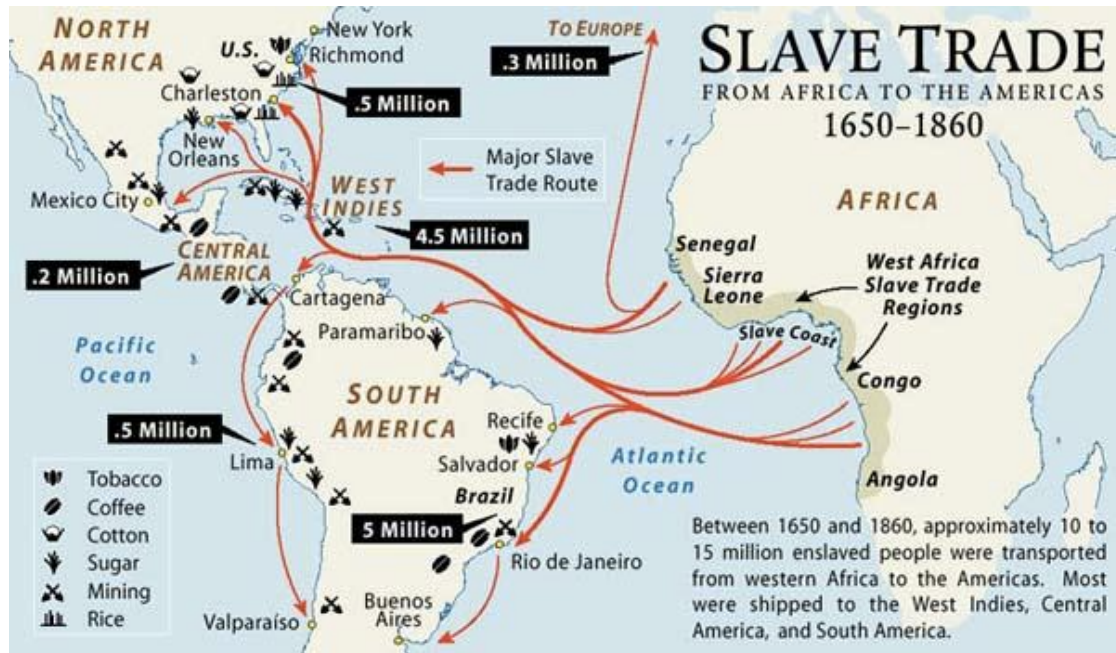 SLAVE TRADE
FROM AFRICA TO THE AMERICAS
1650–1860
NORTH
AMERICA
U.S.
New York
Richmond
.5 Million
Charleston
New
Orleans
Mexico City
TO EUROPE
.3 Million
Major Slave
Trade Route
WEST
INDIES
4.5 Million
CENTRAL
AMERICA
.2 Million
Cartagena
Paramaribo
Pacific
Ocean
SOUTH
AMERICA
.5 Million
Lima
Recife
Salvador
Brazil
5 Million
Rio de Janeiro
Buenos
Aires
Valparaíso
Atlantic
Ocean
AFRICA
Senegal
Sierra
Leone
West Africa
Slave Trade
Regions
Slave Coast
Congo
Angola
Tobacco
Coffee
Cotton
Sugar
Mining
Rice
Between 1650 and 1860, approximately 10 to
15 million enslaved people were transported
from western Africa to the Americas. Most
were shipped to the West Indies, Central
America, and South America.